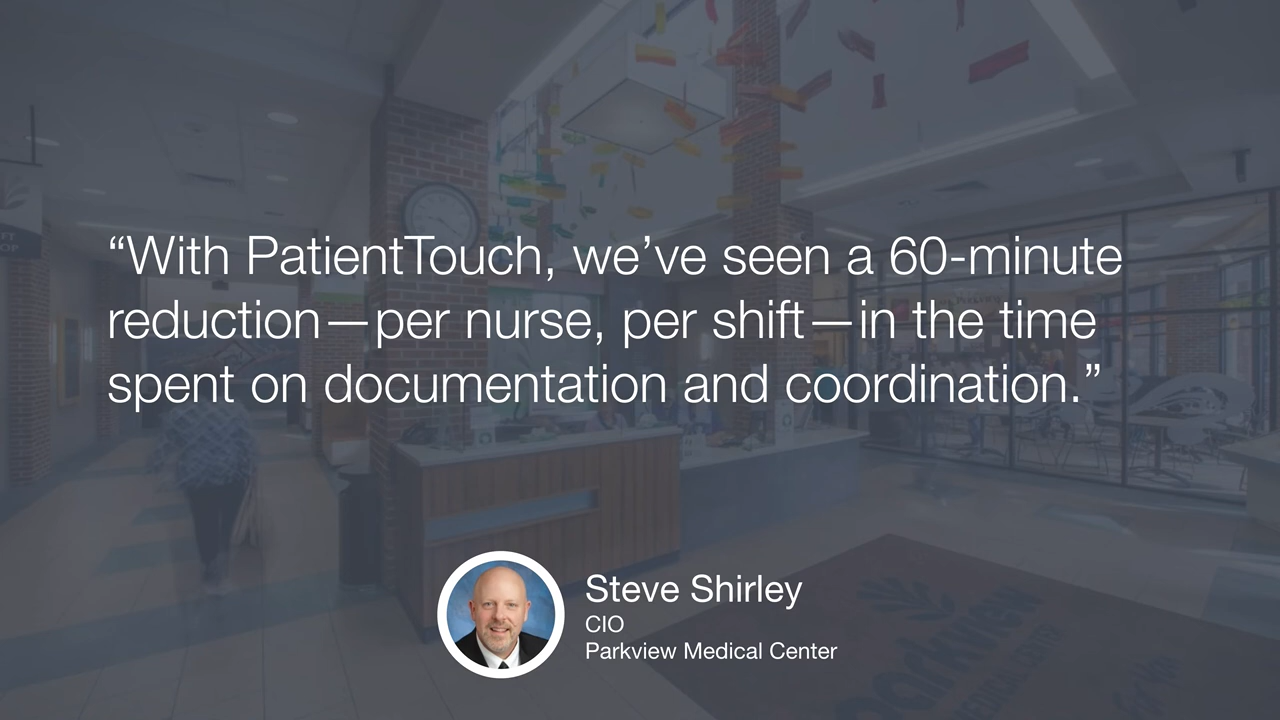 “With PatientTouch, we’ve seen a 60-minute
reduction—per nurse, per shift—in the time
spent on documentation and coordination.”
Steve Shirley
CIO
Parkview Medical Center